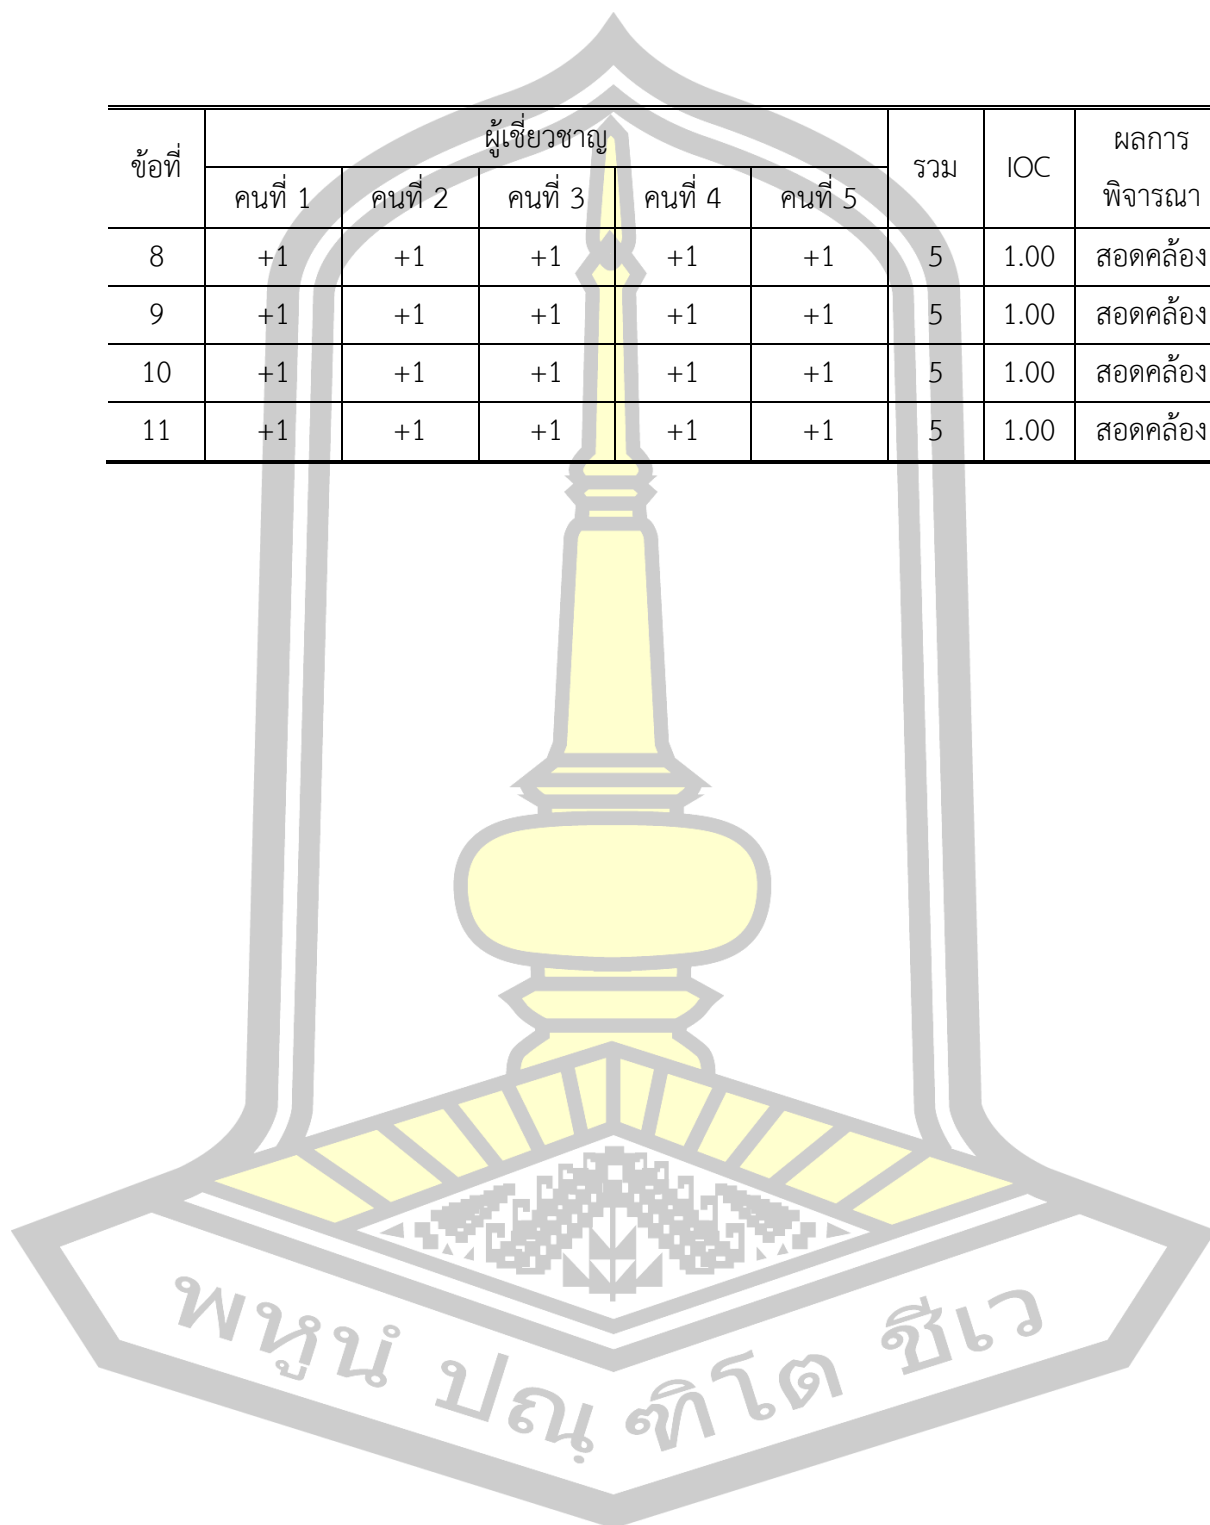 ข้อที่ ผู้เชี่ยวชาญ รวม IOC ผลการพิจารณา
คนที่ 1 คนที่ 2 คนที่ 3 คนที่ 4 คนที่ 5
8 +1 +1 +1 +1 +1 5 1.00 สอดคล้อง
9 +1 +1 +1 +1 +1 5 1.00 สอดคล้อง
10 +1 +1 +1 +1 +1 5 1.00 สอดคล้อง
11 +1 +1 +1 +1 +1 5 1.00 สอดคล้อง
พหูนํ ปณฺฑิโต ชีเว